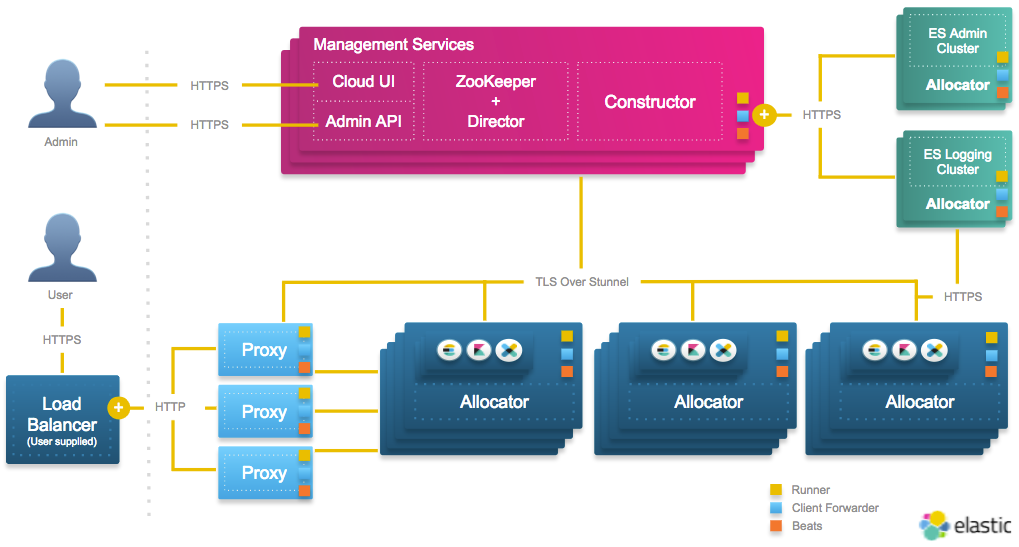 Management Services
Cloud UI
Admin API
ZooKeeper
+
Director
Constructor
+
HTTPS
HTTPS
Admin
HTTPS
ES Admin
Cluster
Allocator
ES Logging
Cluster
Allocator
User
HTTPS
TLS Over Stunnel
HTTPS
Load
Balancer
(User supplied)
+
HTTP
Proxy
Proxy
Proxy
Allocator
Allocator
Allocator
Runner
Client Forwarder
Beats
elastic